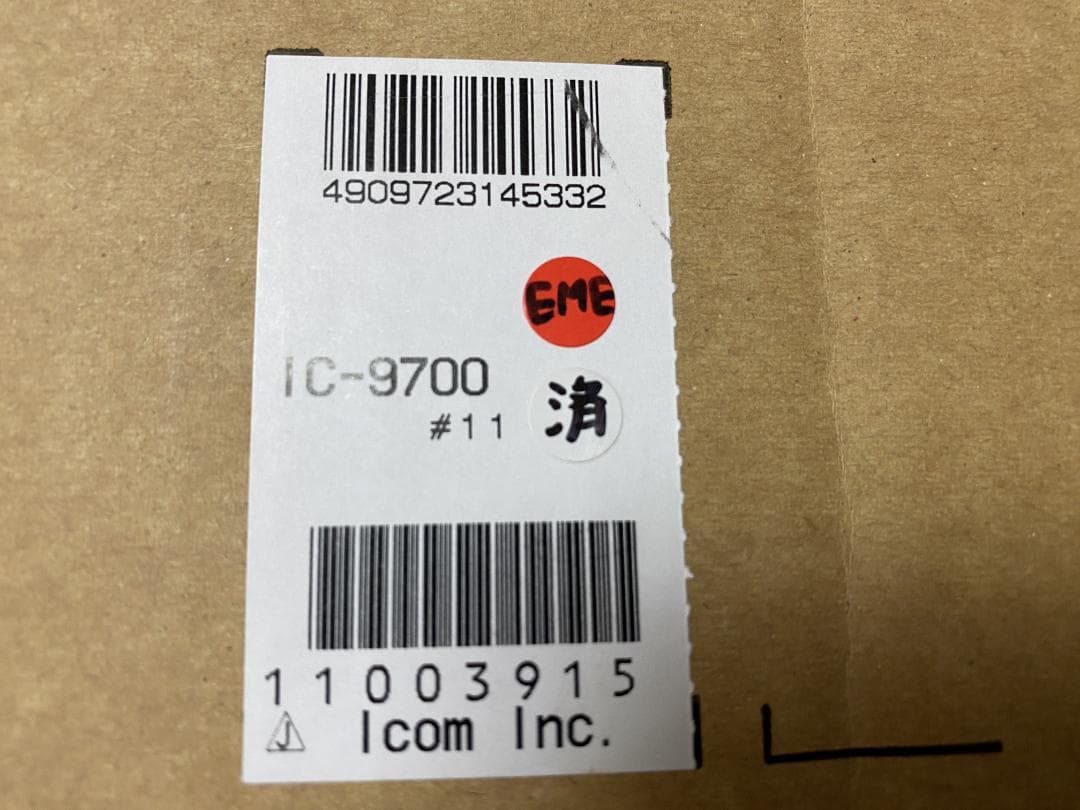 4909723145332
EME
IC-9700
#11
済
11003915
Icom Inc.